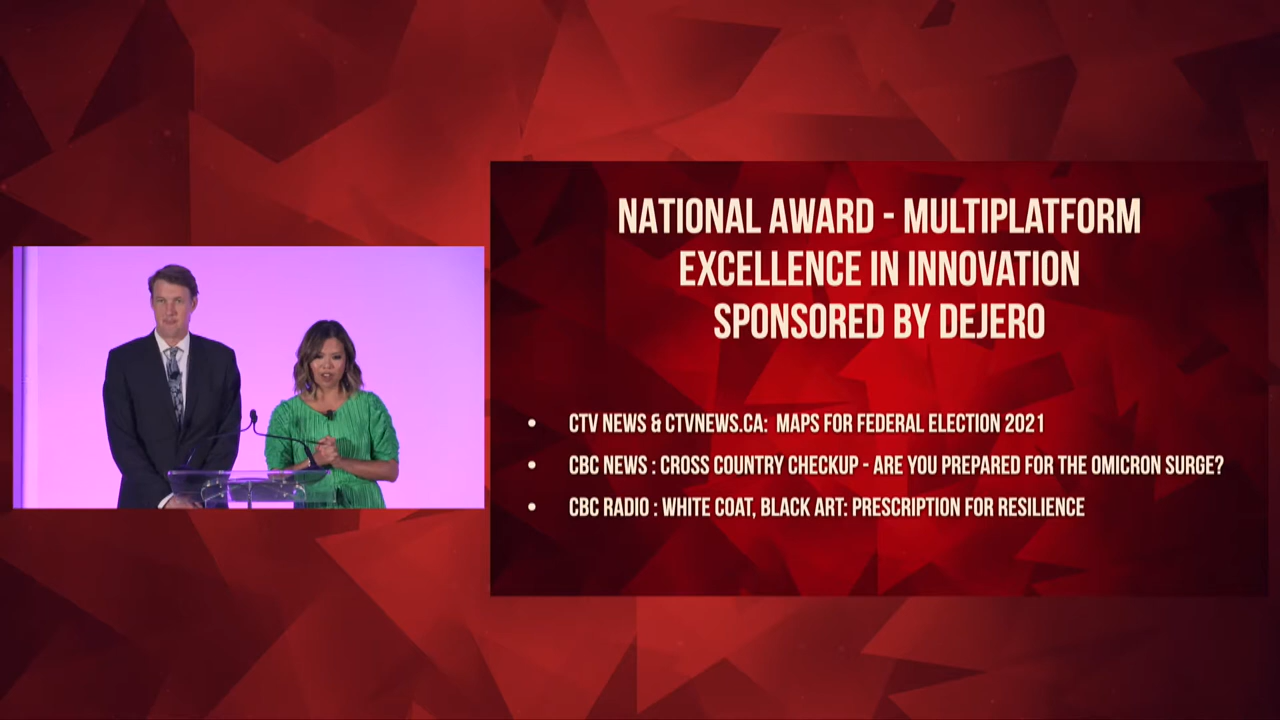 NATIONAL AWARD - MULTIPLATFORM
EXCELLENCE IN INNOVATION
SPONSORED BY DEJERO
• CTV NEWS & CTVNEWS.CA: MAPS FOR FEDERAL ELECTION 2021
• CBC NEWS : CROSS COUNTRY CHECKUP - ARE YOU PREPARED FOR THE OMICRON SURGE?
• CBC RADIO : WHITE COAT, BLACK ART: PRESCRIPTION FOR RESILIENCE